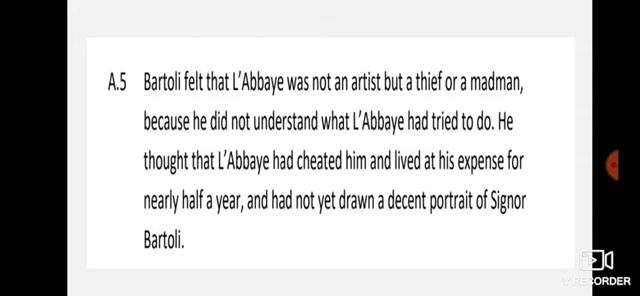 A.5 Bartoli felt that L'Abbaye was not an artist but a thief or a madman,
because he did not understand what L'Abbaye had tried to do. He
thought that L'Abbaye had cheated him and lived at his expense for
nearly half a year, and had not yet drawn a decent portrait of Signor
Bartoli.
V RECORDER